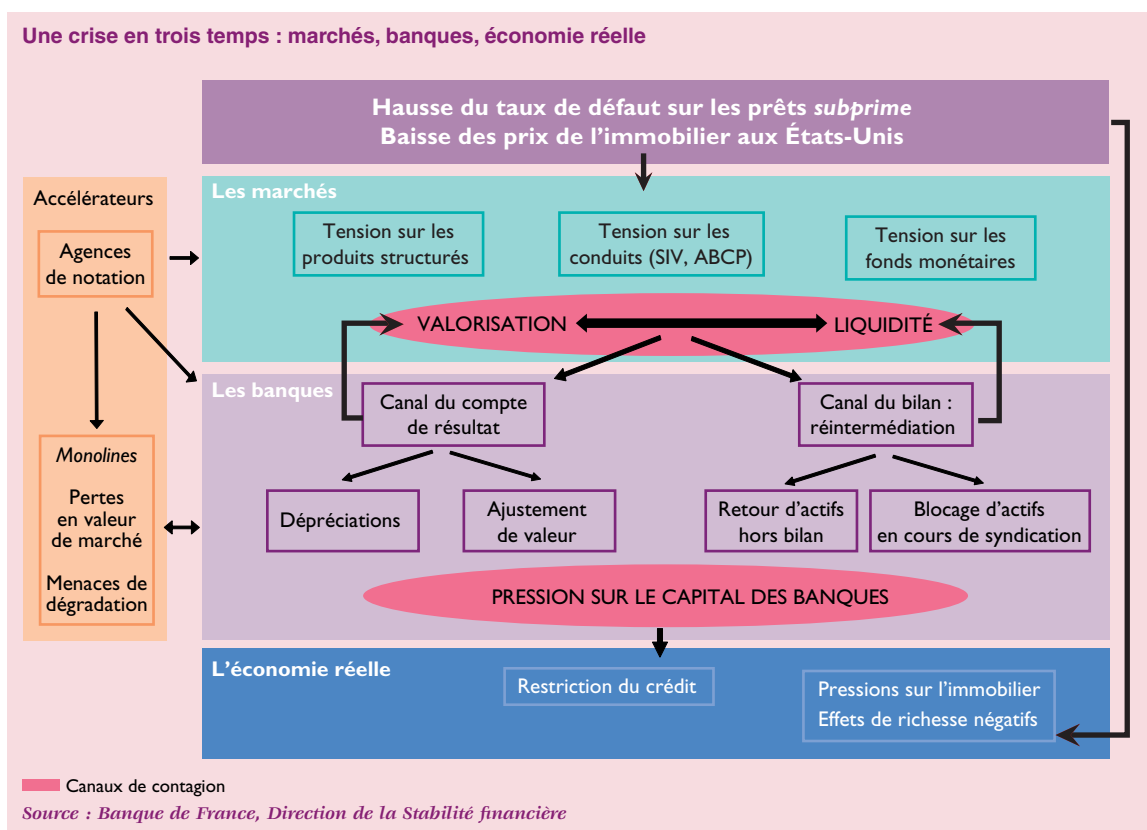 Une crise en trois temps : marchés, banques, économie réelle
Hausse du taux de défaut sur les prêts subprime
Baisse des prix de l'immobilier aux États-Unis
Accélérateurs
Agences
de notation
Monolines
Pertes
en valeur
de marché
Menaces de
dégradation
Les marchés
Tension sur les
produits structurés
Tension sur les
conduits (SIV, ABCP)
Tension sur les
fonds monétaires
VALORISATION
LIQUIDITÉ
Les banques
Canal du compte
de résultat
Canal du bilan :
réintermédiation
Dépréciations
Ajustement
de valeur
Retour d'actifs
hors bilan
Blocage d'actifs
en cours de syndication
PRESSION SUR LE CAPITAL DES BANQUES
L'économie réelle
Restriction du crédit
Pressions sur l'immobilier
Effets de richesse négatifs
Canaux de contagion
Source : Banque de France, Direction de la Stabilité financière